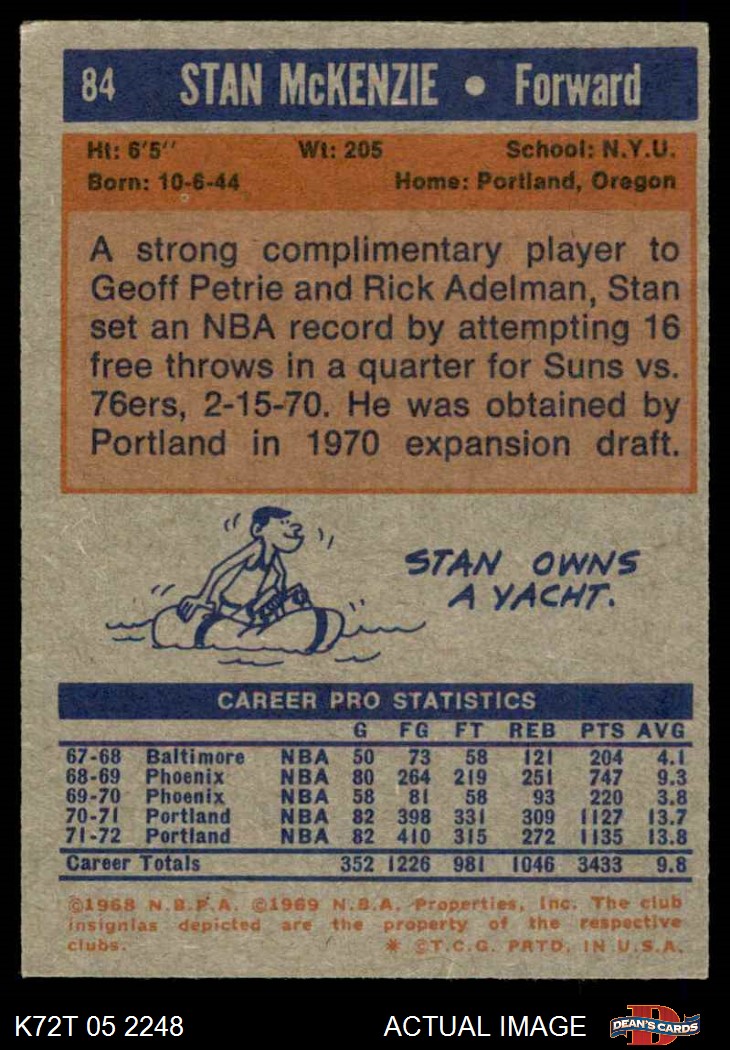 84 STAN McKENZIE • Forward
Ht: 6'5'' Wt: 205 School: N.Y.U.
Born: 10-6-44 Home: Portland, Oregon
A strong complimentary player to
Geoff Petrie and Rick Adelman, Stan
set an NBA record by attempting 16
free throws in a quarter for Suns vs.
76ers, 2-15-70. He was obtained by
Portland in 1970 expansion draft.
STAN OWNS
A YACHT.
CAREER PRO STATISTICS
G FG FT REB PTS AVG
67-68 Baltimore NBA 50 73 58 121 204 4.1
68-69 Phoenix NBA 80 264 219 251 747 9.3
69-70 Phoenix NBA 58 81 58 93 220 3.8
70-71 Portland NBA 82 398 331 309 1127 13.7
71-72 Portland NBA 82 410 315 272 1135 13.8
Career Totals 352 1226 981 1046 3433 9.8
©1968 N.B.P.A. ©1969 N.B.A. Properties, Inc. The club
insignias depicted are the property of the respective
clubs. * ©T.C.G. PRTD. IN U.S.A.
K72T 05 2248 ACTUAL IMAGE D DEAN'S CARDS